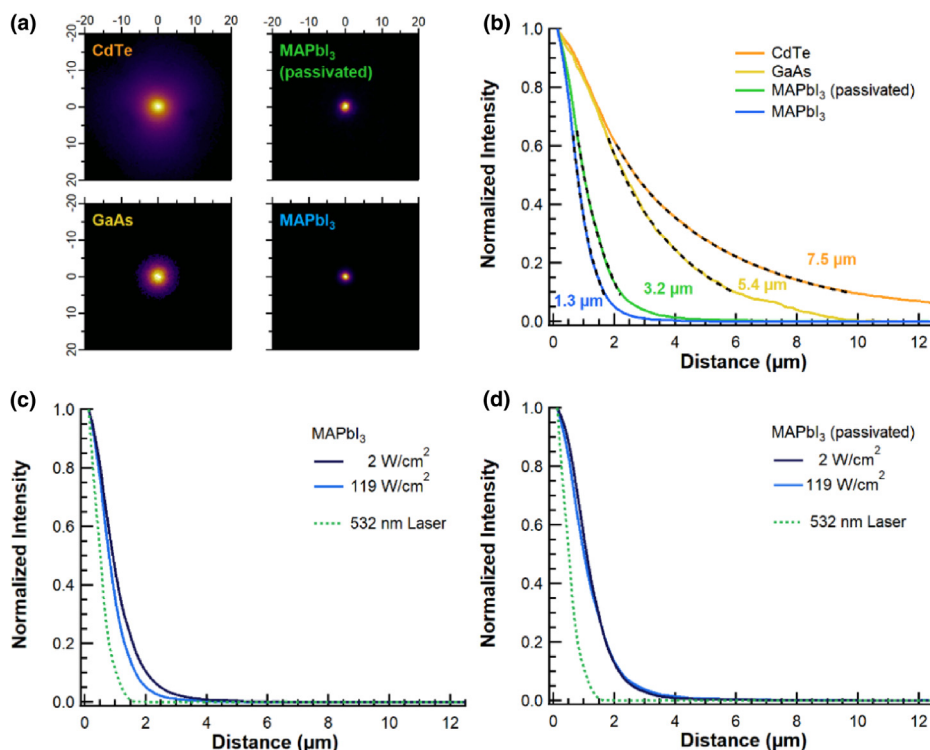 (a)
-20 -10 0 10 20
-20 -10 0 10 20
-20
-10
0
10
20
CdTe
MAPbI₃
(passivated)
-20
-10
0
10
20
GaAs
MAPbI₃
(b)
Normalized Intensity
1.0
0.8
0.6
0.4
0.2
0.0
CdTe
GaAs
MAPbI₃ (passivated)
MAPbI₃
7.5 µm
5.4 µm
3.2 µm
1.3 µm
0 2 4 6 8 10 12
Distance (µm)
(c)
Normalized Intensity
1.0
0.8
0.6
0.4
0.2
0.0
MAPbI₃
2 W/cm²
119 W/cm²
532 nm Laser
0 2 4 6 8 10 12
Distance (µm)
(d)
Normalized Intensity
1.0
0.8
0.6
0.4
0.2
0.0
MAPbI₃ (passivated)
2 W/cm²
119 W/cm²
532 nm Laser
0 2 4 6 8 10 12
Distance (µm)